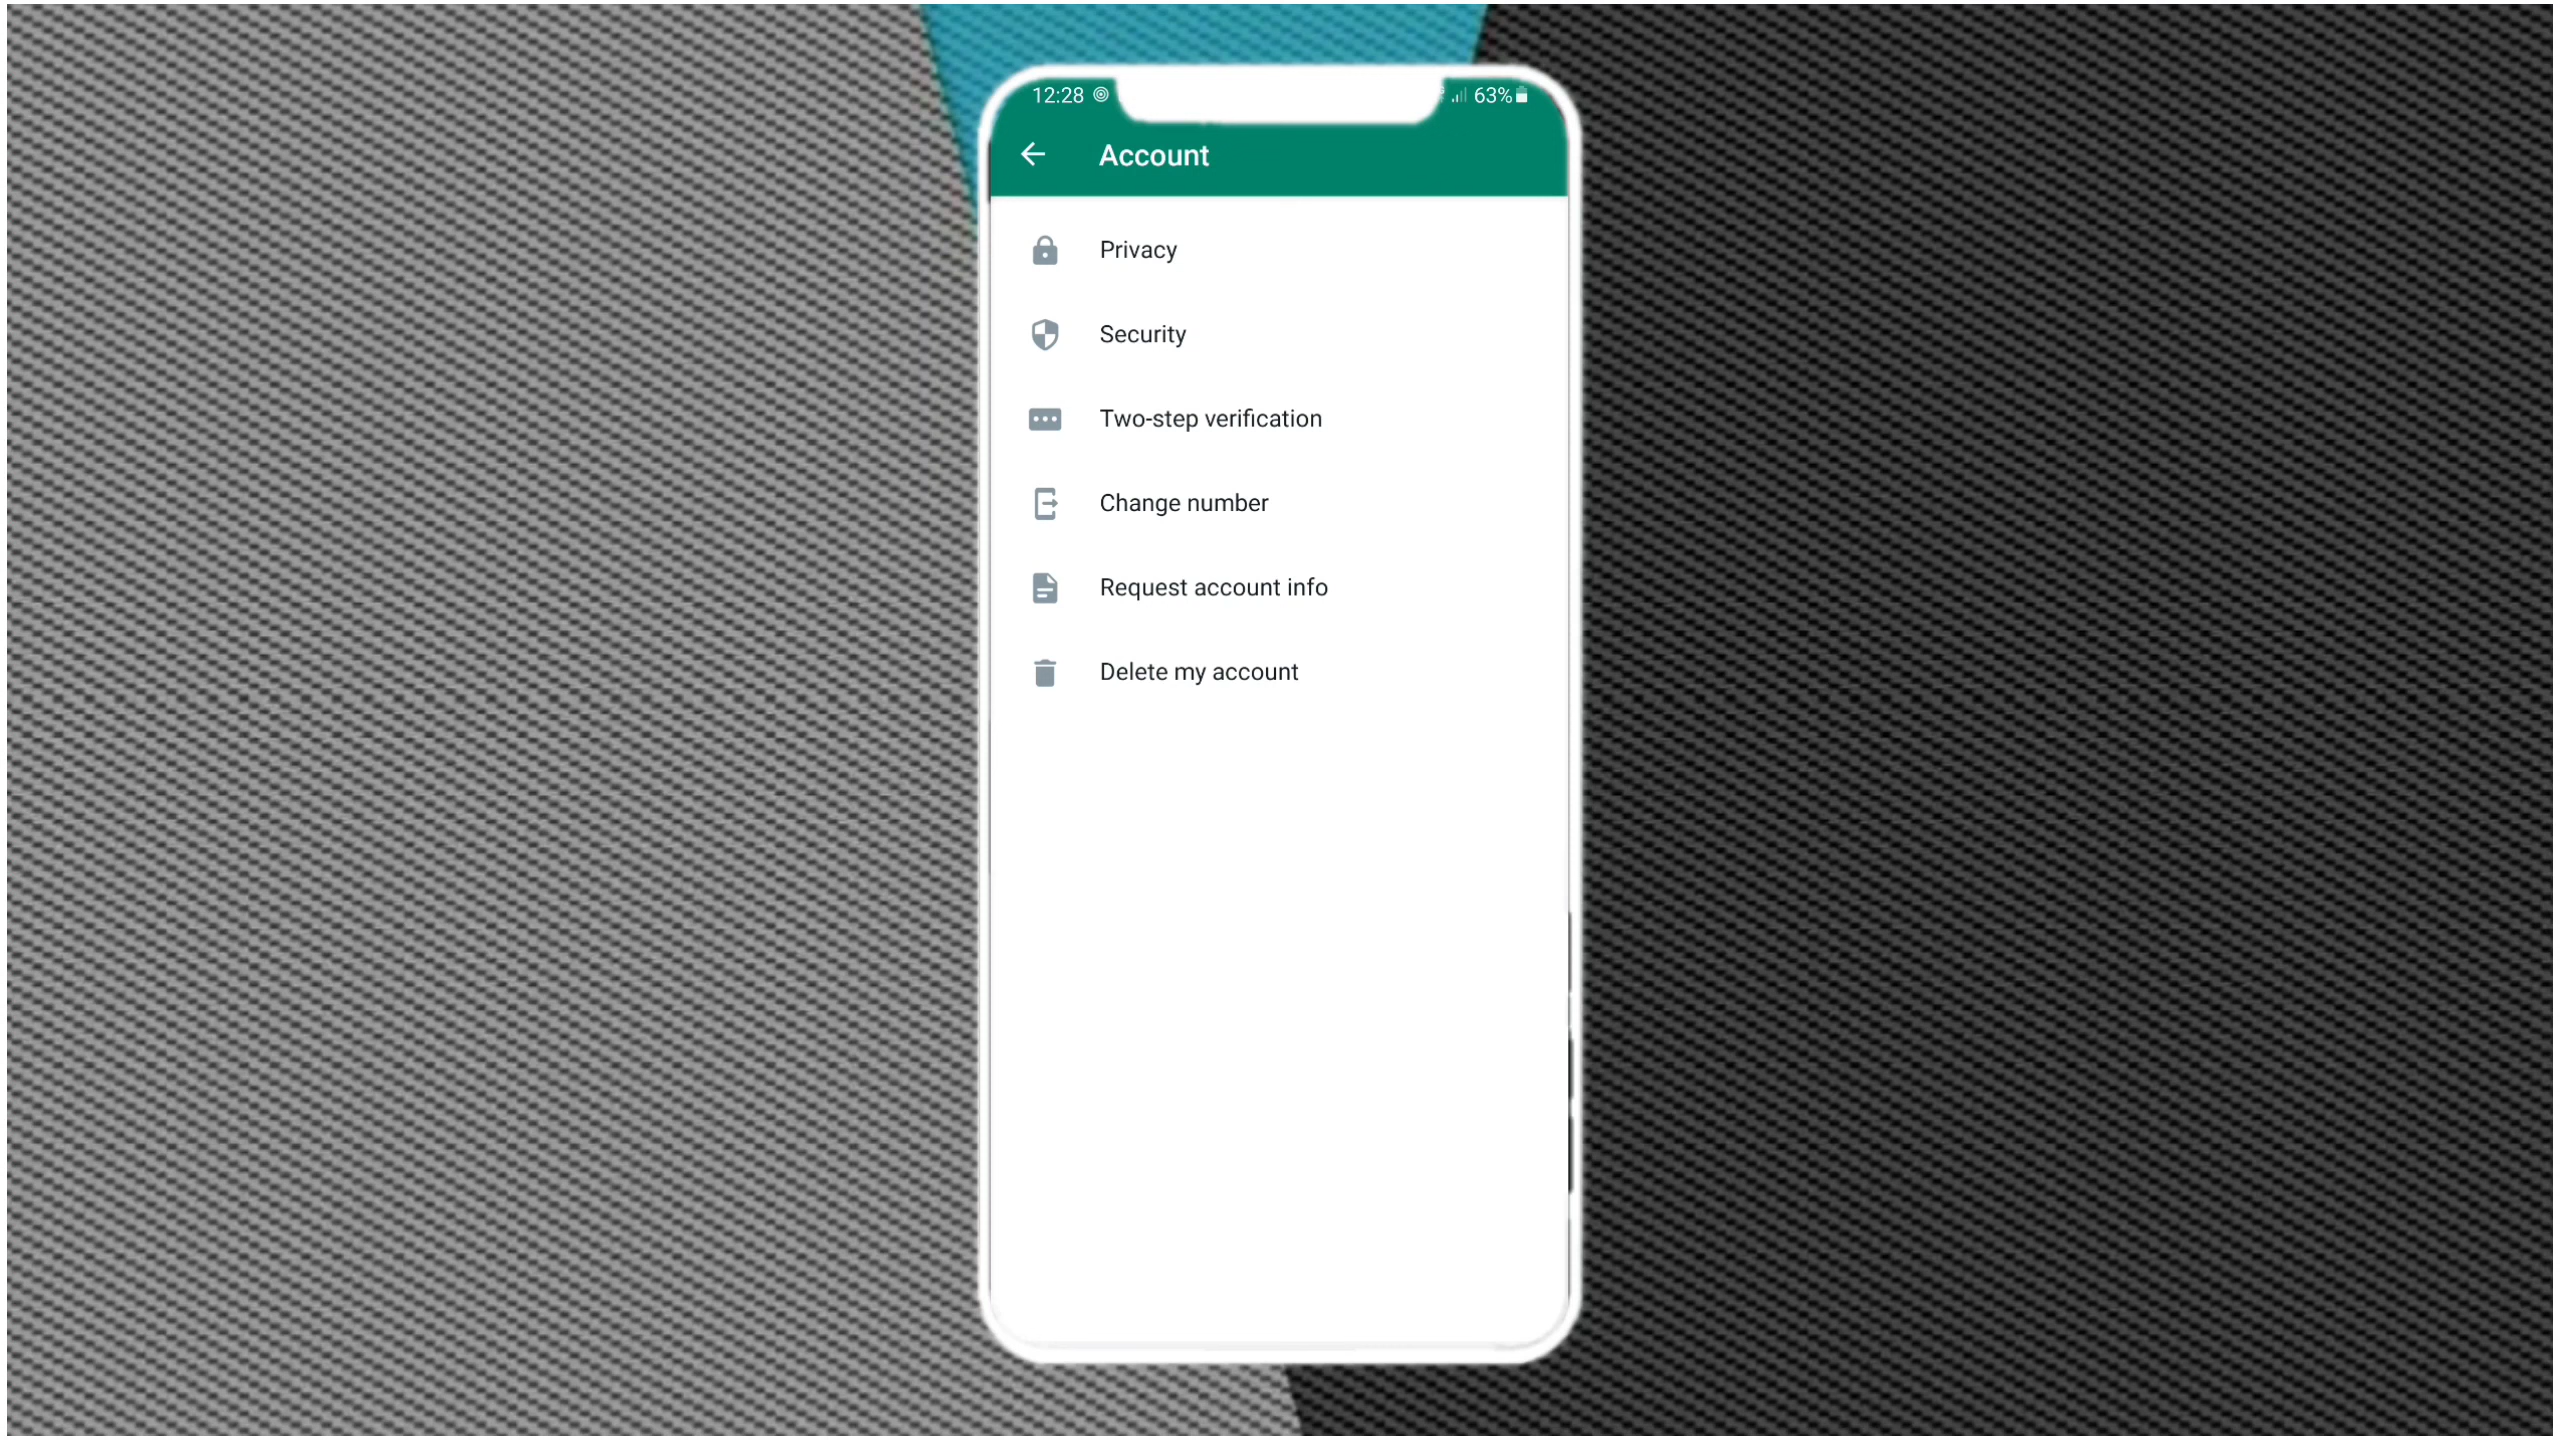 12:28 63%
Account
Privacy
Security
Two-step verification
Change number
Request account info
Delete my account